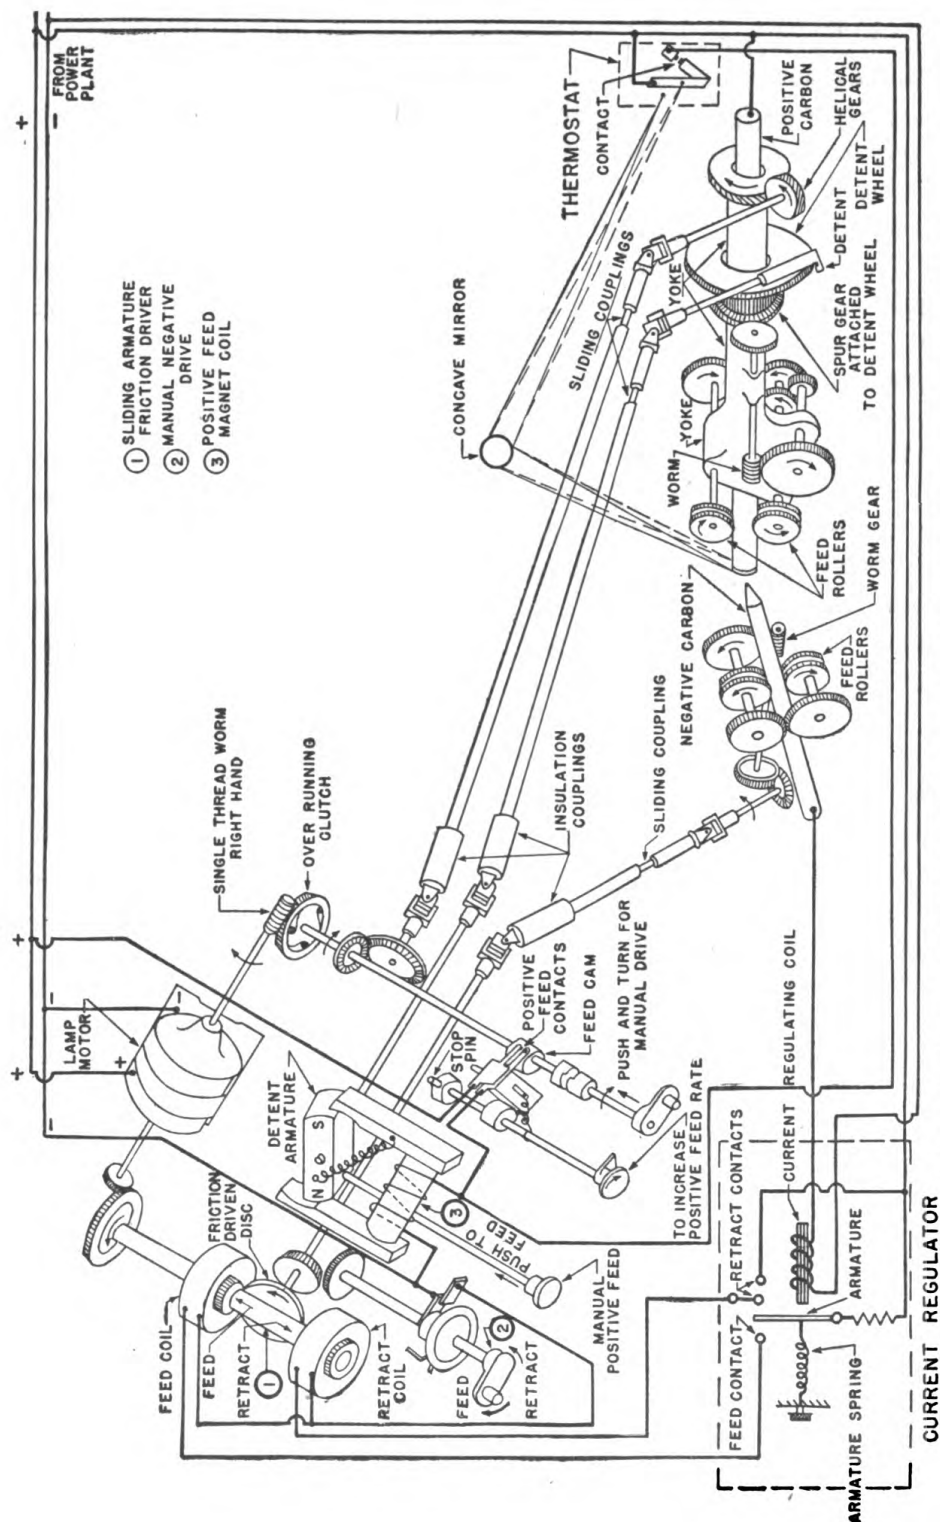 +
−
FROM
POWER
PLANT
① SLIDING ARMATURE
FRICTION DRIVER
② MANUAL NEGATIVE
DRIVE
③ POSITIVE FEED
MAGNET COIL
THERMOSTAT
CONTACT
POSITIVE
CARBON
HELICAL
GEARS
DETENT
WHEEL
DETENT
SPUR GEAR
ATTACHED
TO DETENT WHEEL
YOKE
SLIDING COUPLINGS
CONCAVE MIRROR
YOKE
WORM
FEED
ROLLERS
WORM GEAR
NEGATIVE CARBON
FEED
ROLLERS
SLIDING COUPLING
INSULATION
COUPLINGS
SINGLE THREAD WORM
RIGHT HAND
OVER RUNNING
CLUTCH
+
−
+
−
LAMP
MOTOR
+
−
POSITIVE
FEED
CONTACTS
FEED CAM
PUSH AND TURN FOR
MANUAL DRIVE
STOP
PIN
TO INCREASE
POSITIVE FEED RATE
DETENT
ARMATURE
N
S
③
PUSH TO
FEED
MANUAL
POSITIVE FEED
FRICTION
DRIVEN
DISC
FEED COIL
FEED
RETRACT
①
RETRACT
COIL
FEED
②
RETRACT
REGULATING COIL
CURRENT
RETRACT CONTACTS
ARMATURE
FEED CONTACT
ARMATURE SPRING
CURRENT REGULATOR